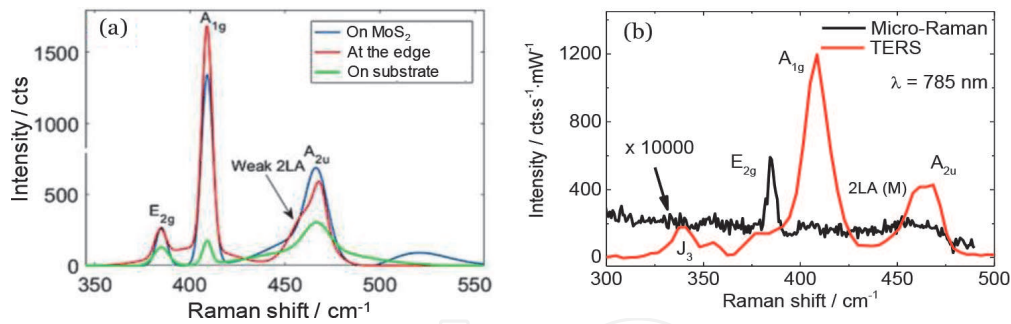 (a)
A1g
On MoS2
At the edge
On substrate
1500
1000
500
0
Intensity / cts
E2g
Weak 2LA
A2u
350
400
450
500
550
Raman shift / cm-1
(b)
Micro-Raman
TERS
λ = 785 nm
1200
800
400
0
Intensity / cts·s-1·mW-1
x 10000
J3
E2g
A1g
2LA (M)
A2u
300
350
400
450
500
Raman shift / cm-1